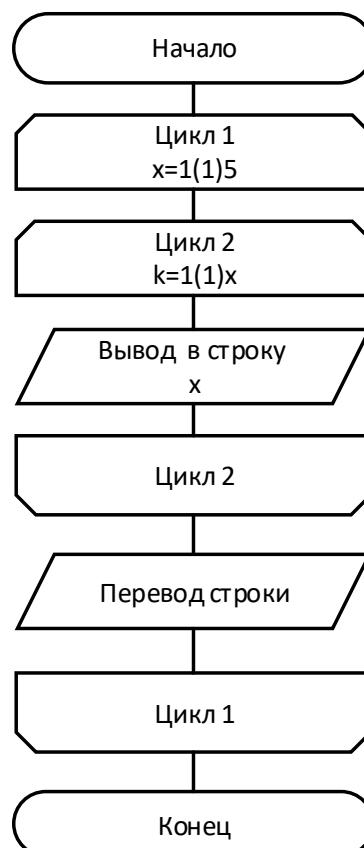 Начало
Цикл 1
x=1(1)5
Цикл 2
k=1(1)x
Вывод в строку
x
Цикл 2
Перевод строки
Цикл 1
Конец